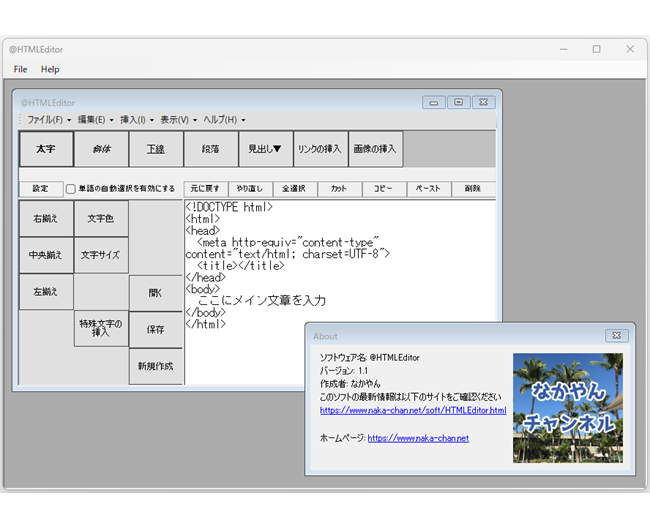 @HTMLEditor
File Help
@HTMLEditor
ファイル(F) 編集(E) 挿入(I) 表示(V) ヘルプ(H)
太字 斜体 下線 段落 見出し▼ リンクの挿入 画像の挿入
設定 単語の自動選択を有効にする 元に戻す やり直し 全選択 カット コピー ペースト 削除
右揃え 文字色
中央揃え 文字サイズ
左揃え 開く
特殊文字の
挿入
保存
新規作成
<!DOCTYPE html>
<html>
<head>
<meta http-equiv="content-type"
content="text/html; charset=UTF-8">
<title></title>
</head>
<body>
ここにメイン文章を入力
</body>
</html>
About
ソフトウェア名: @HTMLEditor
バージョン: 1.1
作成者: なかやん
このソフトの最新情報は以下のサイトをご確認ください
https://www.naka-chan.net/soft/HTMLEditor.html
ホームページ: https://www.naka-chan.net
なかやん
チャンネル